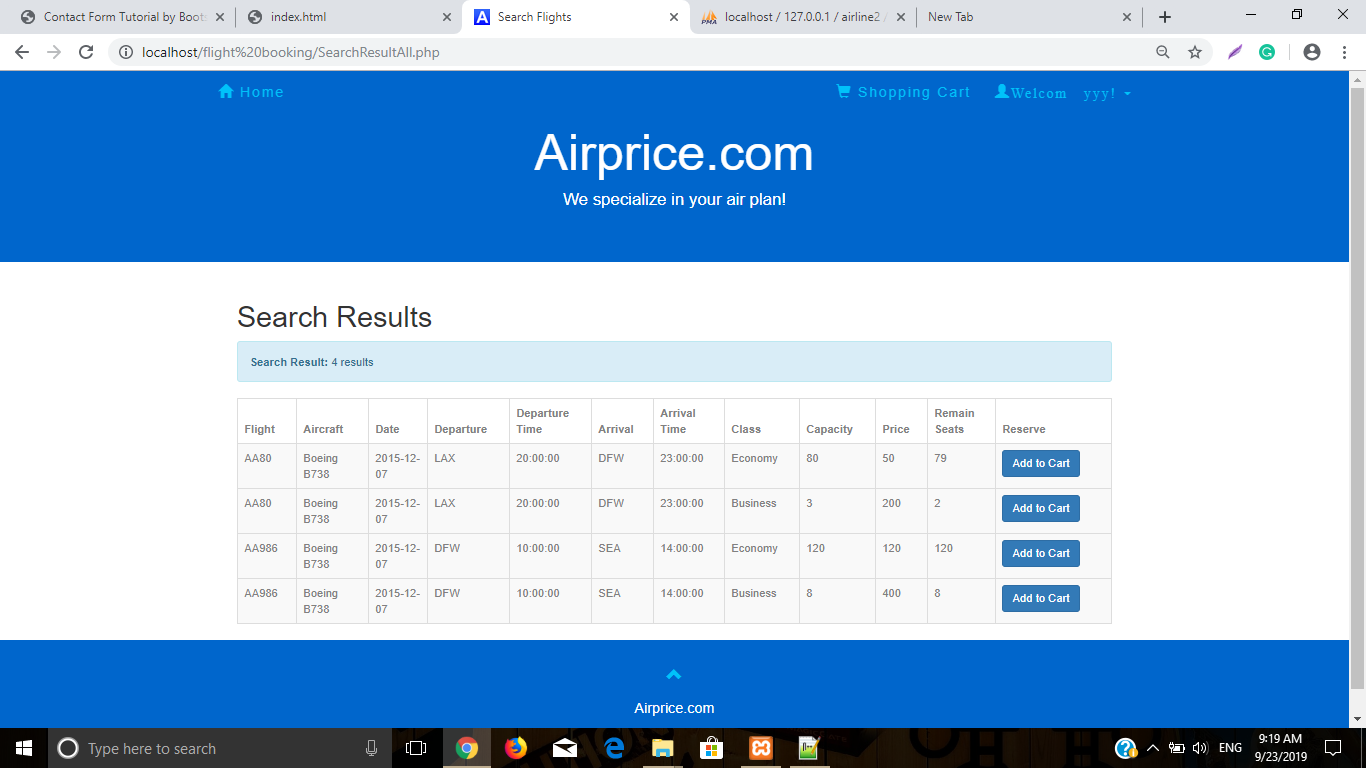 Contact Form Tutorial by Boots
index.html
Search Flights
localhost / 127.0.0.1 / airline2 /
New Tab
localhost/flight%20booking/SearchResultAll.php
Home
Shopping Cart
Welcom yyy!
Airprice.com
We specialize in your air plan!
Search Results
Search Result: 4 results
Flight Aircraft Date Departure Departure Time Arrival Arrival Time Class Capacity Price Remain Seats Reserve
AA80 Boeing B738 2015-12-07 LAX 20:00:00 DFW 23:00:00 Economy 80 50 79 Add to Cart
AA80 Boeing B738 2015-12-07 LAX 20:00:00 DFW 23:00:00 Business 3 200 2 Add to Cart
AA986 Boeing B738 2015-12-07 DFW 10:00:00 SEA 14:00:00 Economy 120 120 120 Add to Cart
AA986 Boeing B738 2015-12-07 DFW 10:00:00 SEA 14:00:00 Business 8 400 8 Add to Cart
Airprice.com
Type here to search
ENG
9:19 AM
9/23/2019